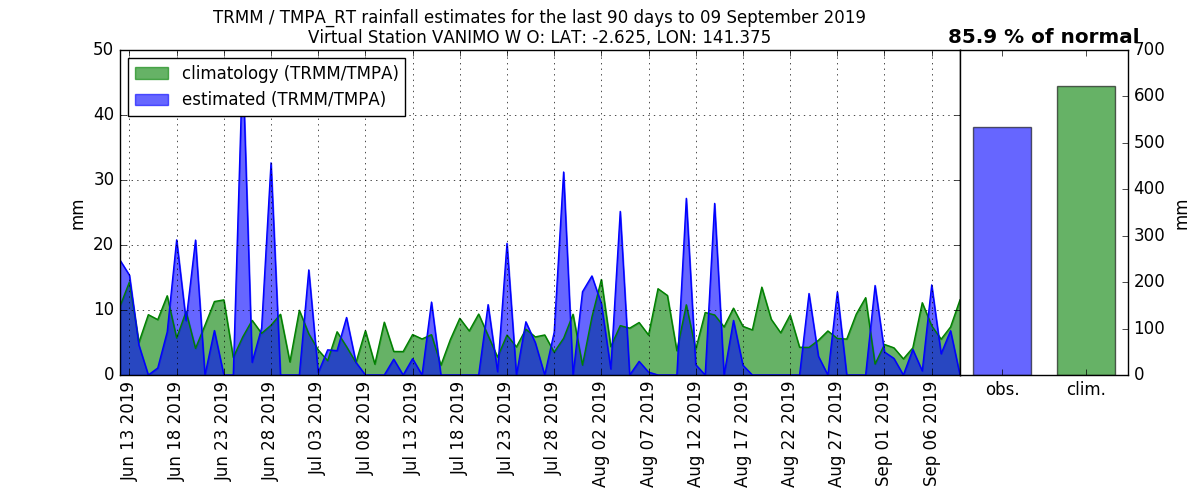 TRMM / TMPA_RT rainfall estimates for the last 90 days to 09 September 2019
Virtual Station VANIMO W O: LAT: -2.625, LON: 141.375
85.9 % of normal
climatology (TRMM/TMPA)
estimated (TRMM/TMPA)
50
40
30
20
10
0
mm
700
600
500
400
300
200
100
0
mm
Jun 13 2019
Jun 18 2019
Jun 23 2019
Jun 28 2019
Jul 03 2019
Jul 08 2019
Jul 13 2019
Jul 18 2019
Jul 23 2019
Jul 28 2019
Aug 02 2019
Aug 07 2019
Aug 12 2019
Aug 17 2019
Aug 22 2019
Aug 27 2019
Sep 01 2019
Sep 06 2019
obs.
clim.